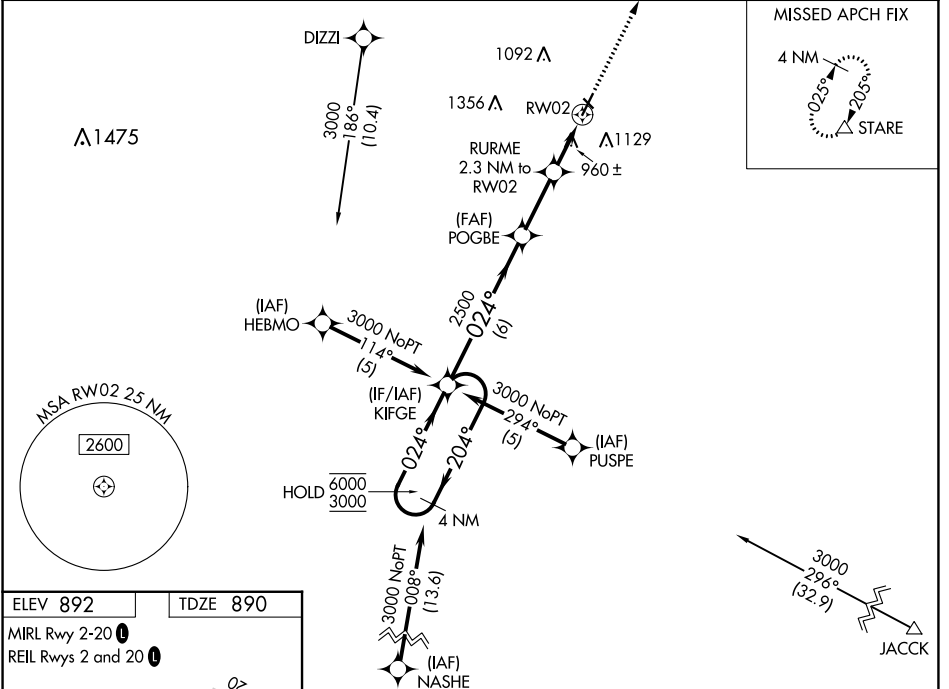 MISSED APCH FIX
4 NM
025°
205°
STARE
DIZZI
3000
186°
(10.4)
1475
1092
1356
RW02
1129
960 ±
RURME
2.3 NM to
RW02
(FAF)
POGBE
2500
024°
(6)
(IAF)
HEBMO
3000 NoPT
114°
(5)
(IF/IAF)
KIFGE
3000 NoPT
294°
(5)
(IAF)
PUSPE
024°
204°
HOLD
6000
3000
4 NM
MSA RW02 25 NM
2600
3000 NoPT
008°
(13.6)
(IAF)
NASHE
3000
296°
(32.9)
JACCK
ELEV 892
TDZE 890
MIRL Rwy 2-20 L
REIL Rwys 2 and 20 L